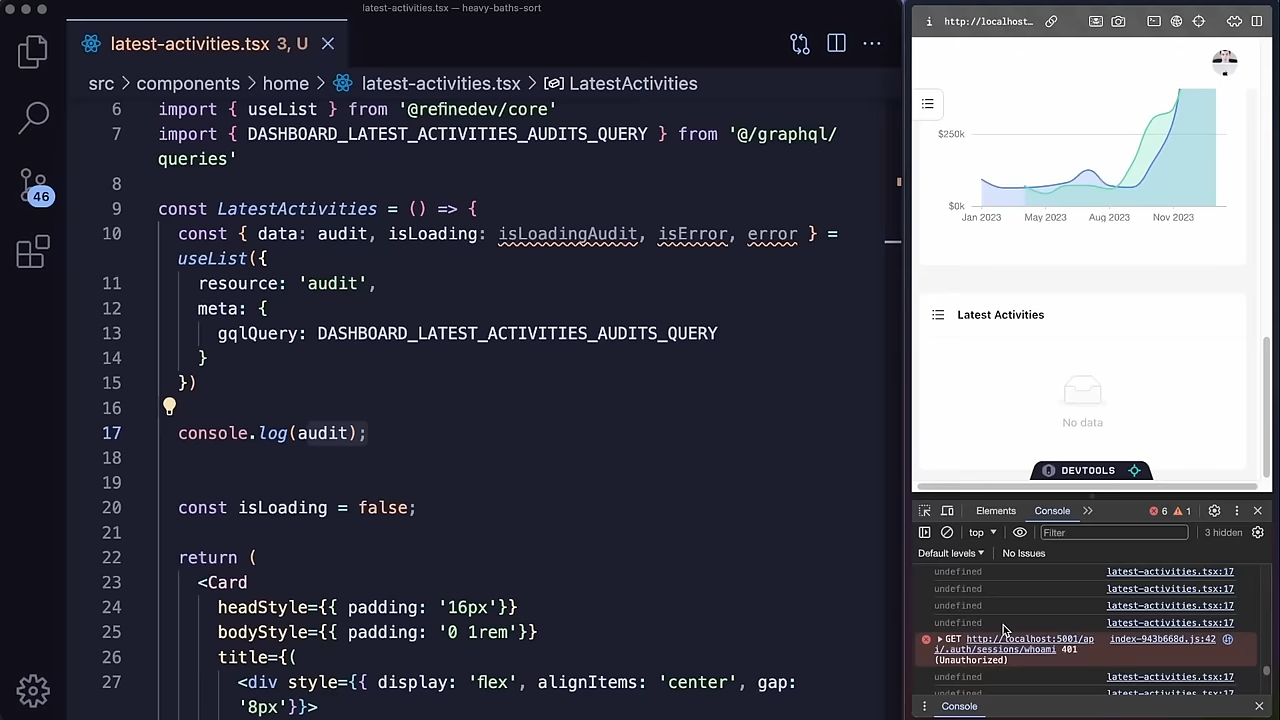 latest-activities.tsx — heavy-baths-sort
latest-activities.tsx 3, U
src > components > home > latest-activities.tsx > LatestActivities
6 import { useList } from '@refinedev/core'
7 import { DASHBOARD_LATEST_ACTIVITIES_AUDITS_QUERY } from '@/graphql/
queries'
8
9 const LatestActivities = () => {
10 const { data: audit, isLoading: isLoadingAudit, isError, error } =
useList({
11 resource: 'audit',
12 meta: {
13 gqlQuery: DASHBOARD_LATEST_ACTIVITIES_AUDITS_QUERY
14 }
15 })
16
17 console.log(audit);
18
19
20 const isLoading = false;
21
22 return (
23 <Card
24 headStyle={{ padding: '16px'}}
25 bodyStyle={{ padding: '0 1rem'}}
26 title={(
27 <div style={{ display: 'flex', alignItems: 'center', gap:
'8px'}}>
46
http://localhost...
$250k
$0k
Jan 2023 May 2023 Aug 2023 Nov 2023
Latest Activities
No data
DEVTOOLS
Elements Console 6 1
top Filter 3 hidden
Default levels No Issues
undefined latest-activities.tsx:17
undefined latest-activities.tsx:17
undefined latest-activities.tsx:17
undefined latest-activities.tsx:17
GET http://localhost:5001/ap index-943b668d.js:42
i/.auth/sessions/whoami 401
(Unauthorized)
undefined latest-activities.tsx:17
undefined latest-activities.tsx:17
Console